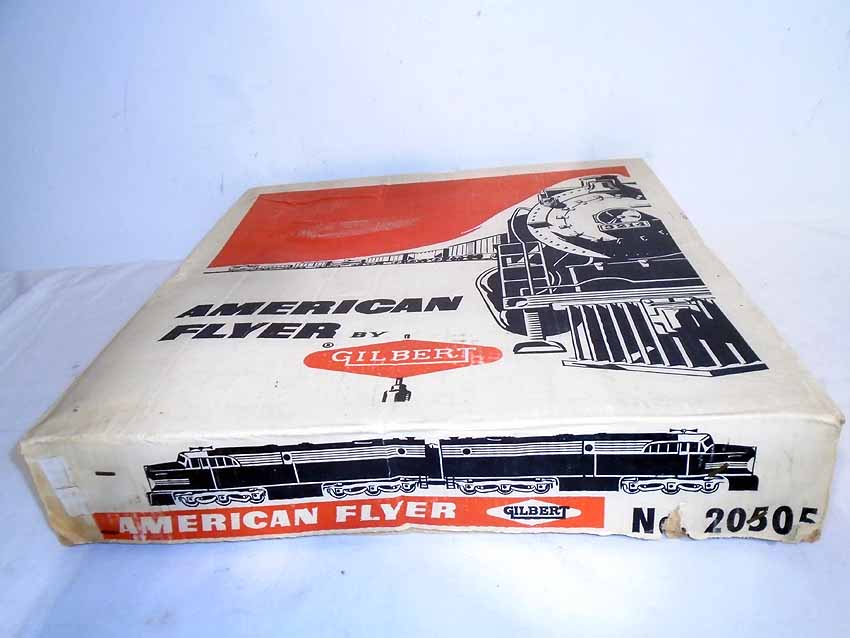 AMERICAN
FLYER BY
® GILBERT
AMERICAN FLYER GILBERT No. 20505